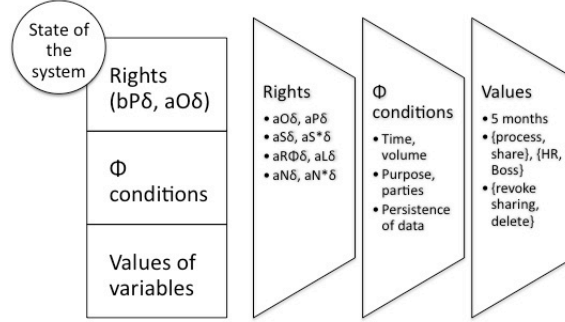 State of
the
system
Rights
(bPδ, aOδ)
Φ
conditions
Values of
variables
Rights
• aOδ, aPδ
• aSδ, aS*δ
• aRΦδ, aLδ
• aNδ, aN*δ
Φ
conditions
• Time,
volume
• Purpose,
parties
• Persistence
of data
Values
• 5 months
• {process,
share}, {HR,
Boss}
• {revoke
sharing,
delete}